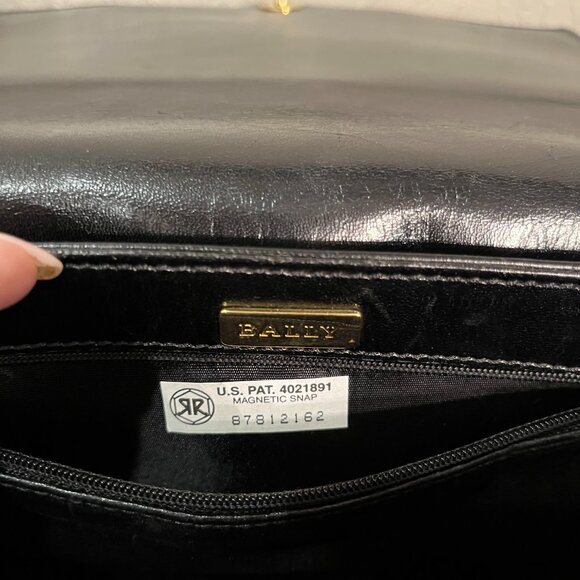 BALLY
U.S. PAT. 4021891
MAGNETIC SNAP
87812162